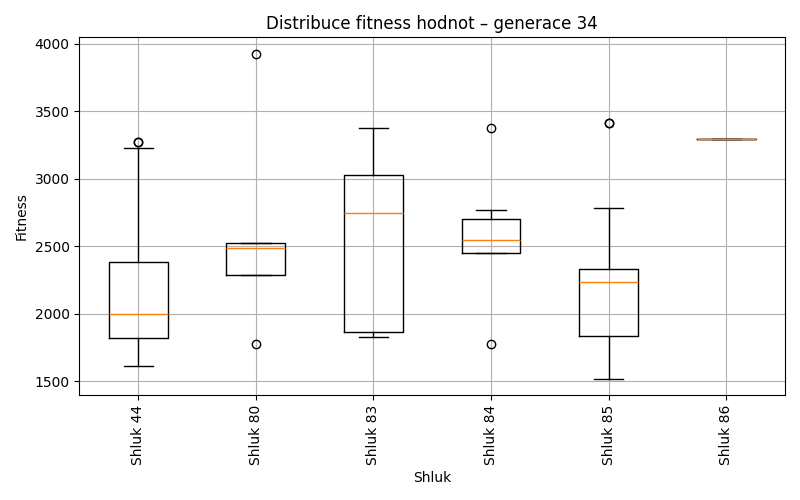 Distribuce fitness hodnot – generace 34
Fitness
4000
3500
3000
2500
2000
1500
Shluk 44
Shluk 80
Shluk 83
Shluk 84
Shluk 85
Shluk 86
Shluk